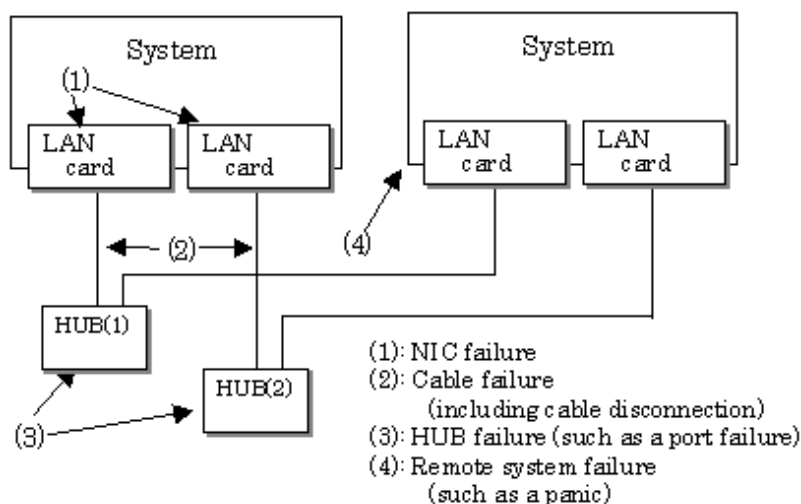 System
System
(1)
LAN
card
LAN
card
LAN
card
LAN
card
(2)
(4)
HUB(1)
HUB(2)
(3)
(1): NIC failure
(2): Cable failure
(including cable disconnection)
(3): HUB failure (such as a port failure)
(4): Remote system failure
(such as a panic)